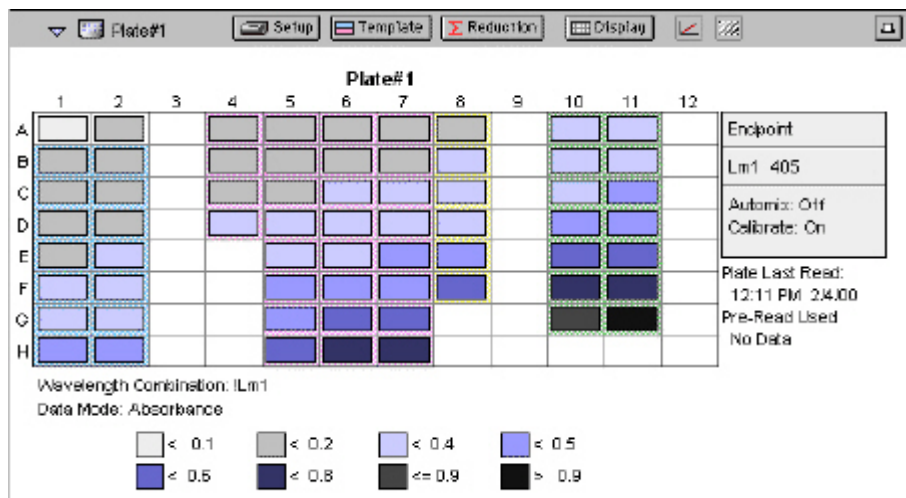 Plate#1 Setup Template Reduction Display
Plate#1
1 2 3 4 5 6 7 8 9 10 11 12
A
B
C
D
E
F
G
H
Endpoint
Lm1 405
Automix: Off
Calibrate: On
Plate Last Read:
12:11 PM 2/4/00
Pre-Read Used
No Data
Wavelength Combination: !Lm1
Data Mode: Absorbance
< 0.1 < 0.2 < 0.4 < 0.5
< 0.6 < 0.8 <= 0.9 > 0.9